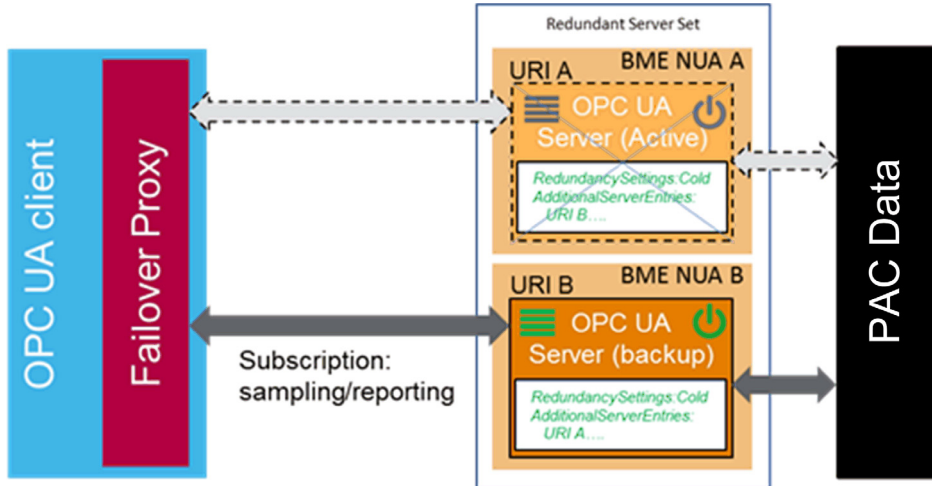 OPC UA client
Failover Proxy
Redundant Server Set
URI A
BME NUA A
OPC UA
Server (Active)
RedundancySettings:Cold
AdditionalServerEntries:
URI B....
URI B
BME NUA B
OPC UA
Server (backup)
RedundancySettings:Cold
AdditionalServerEntries:
URI A....
Subscription:
sampling/reporting
PAC Data